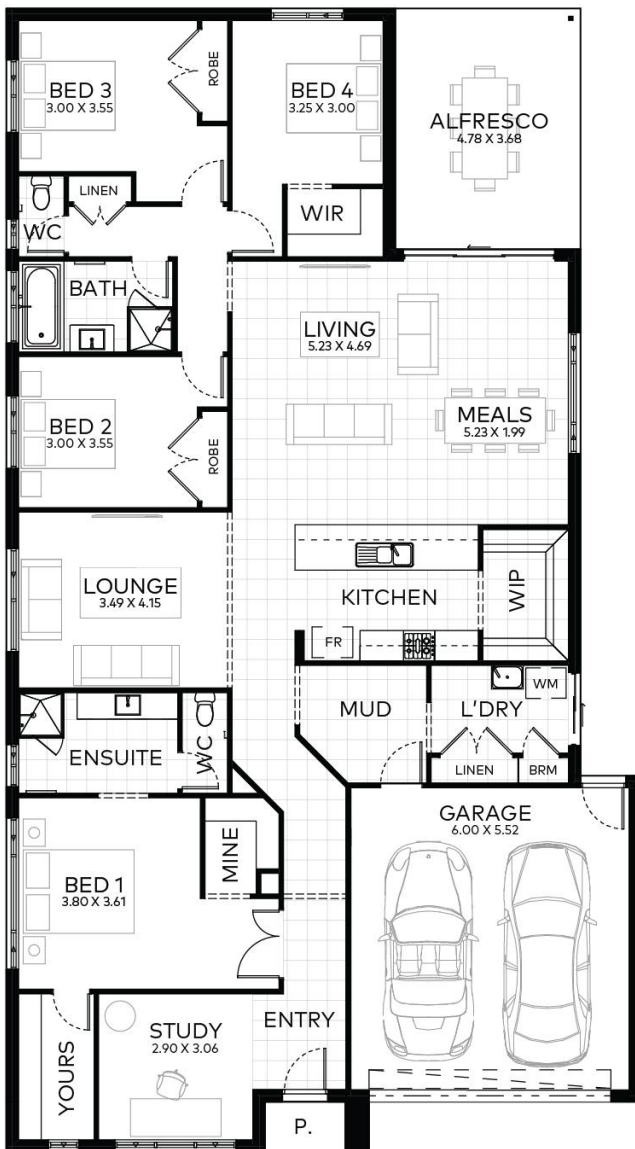 BED 3
3.00 X 3.55
ROBE
BED 4
3.25 X 3.00
ALFRESCO
4.78 X 3.68
LINEN
WC
WIR
BATH
LIVING
5.23 X 4.69
BED 2
3.00 X 3.55
ROBE
MEALS
5.23 X 1.99
LOUNGE
3.49 X 4.15
KITCHEN
WIP
FR
MUD
L'DRY
WM
ENSUITE
WC
LINEN
BRM
GARAGE
6.00 X 5.52
MINE
BED 1
3.80 X 3.61
YOURS
STUDY
2.90 X 3.06
ENTRY
P.